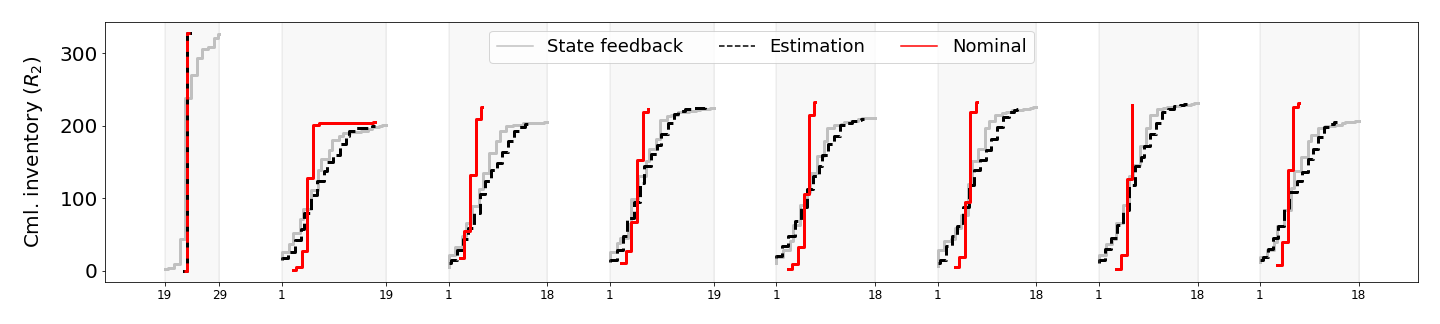 State feedback Estimation Nominal
Cml. inventory (R₂)
300
200
100
0
19 29 1 19 1 18 1 19 1 18 1 18 1 18 1 18